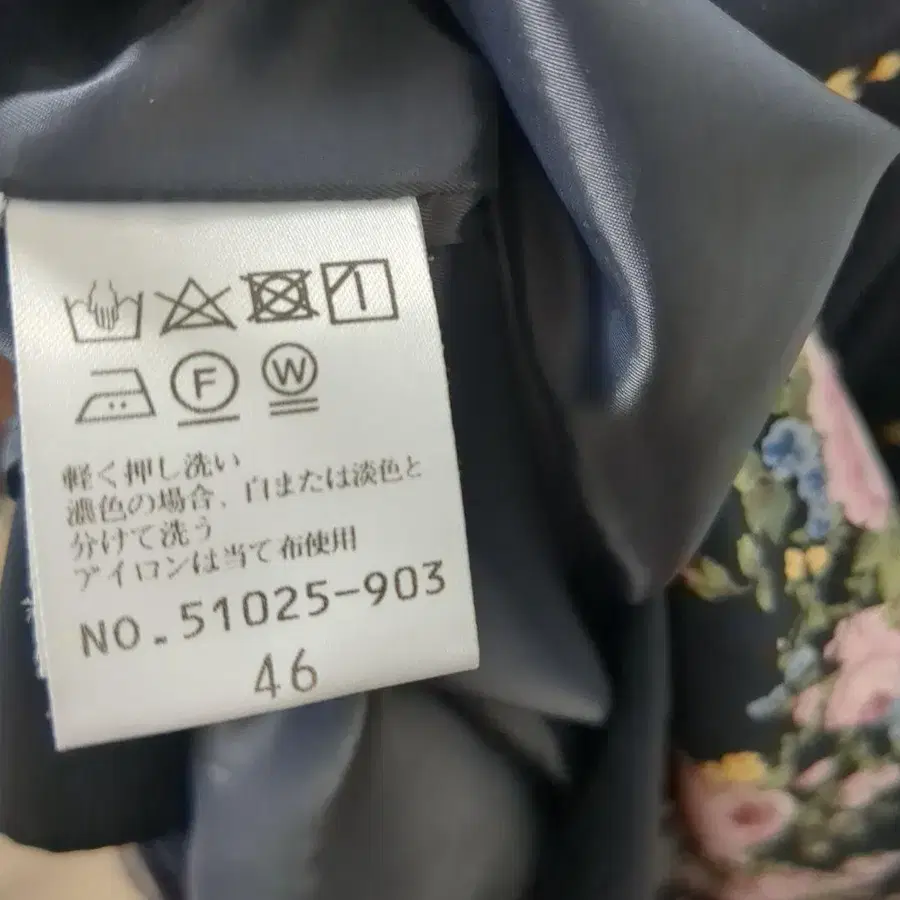 F W
軽く押し洗い
濃色の場合、白または淡色と
分けて洗う
アイロンは当て布使用
NO.51025-903
46